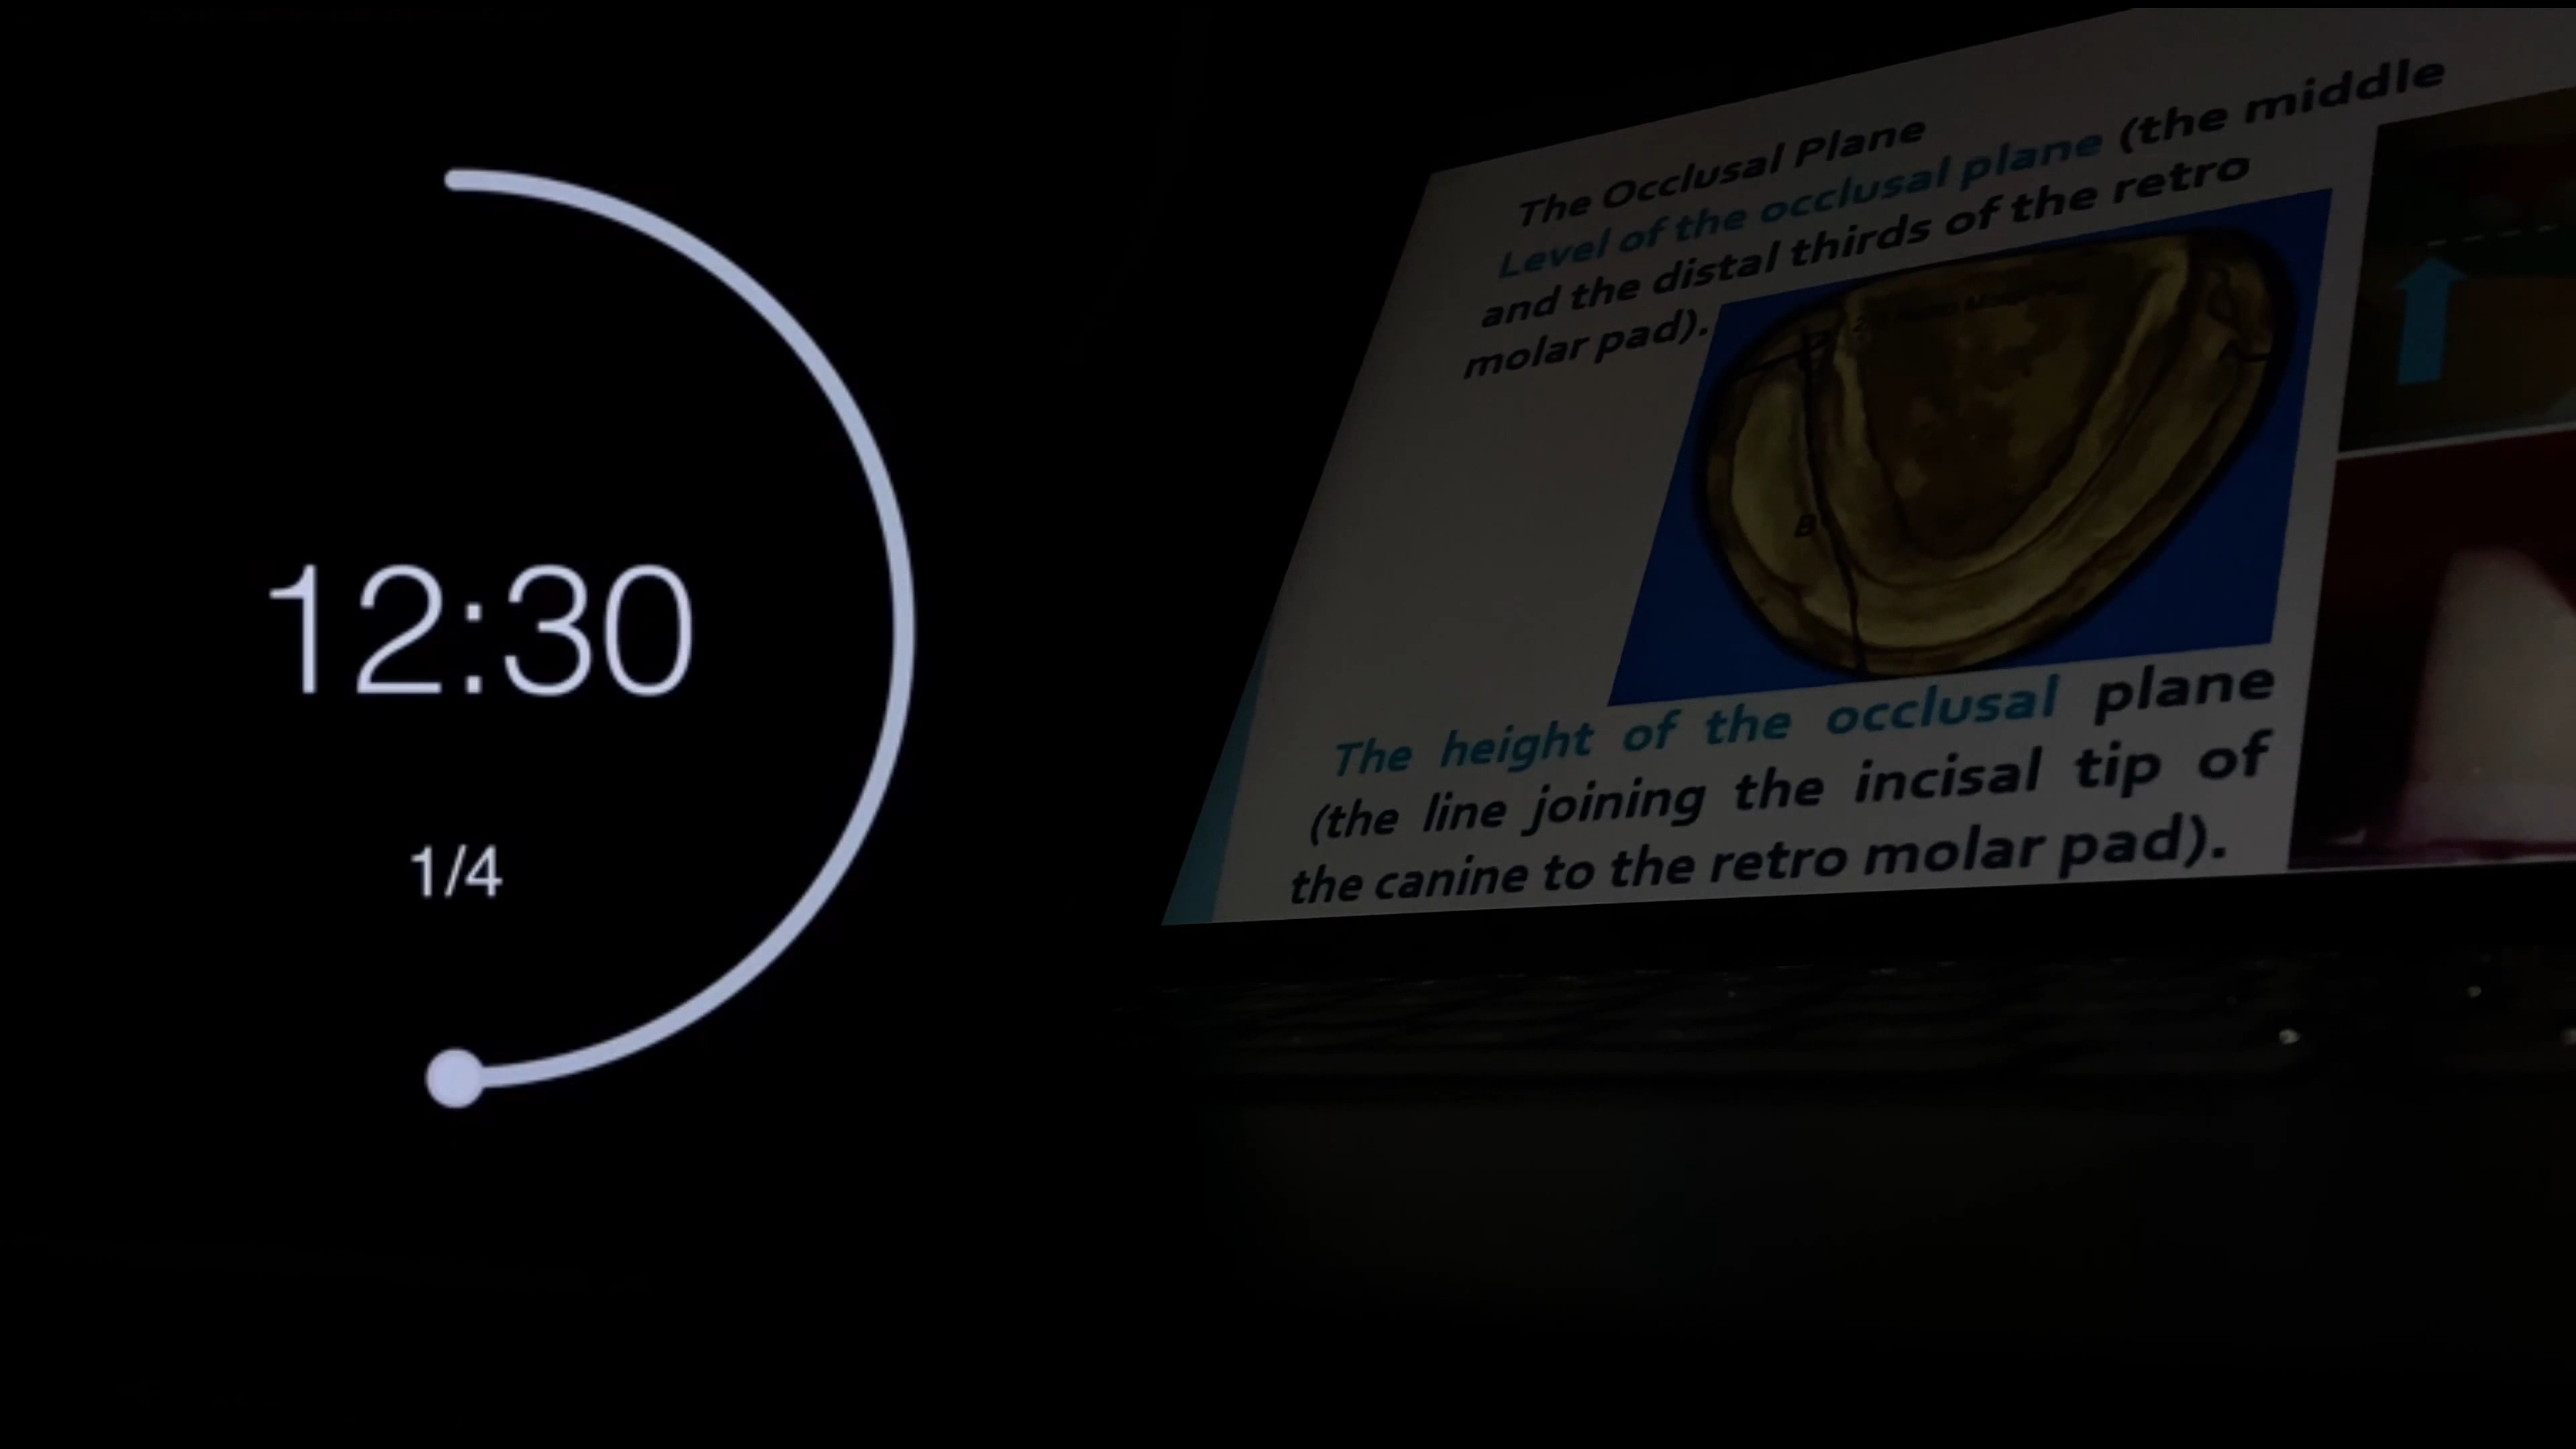 12:30
1/4
The Occlusal Plane
Level of the occlusal plane (the middle
and the distal thirds of the retro
molar pad).
B
The height of the occlusal plane
(the line joining the incisal tip of
the canine to the retro molar pad).